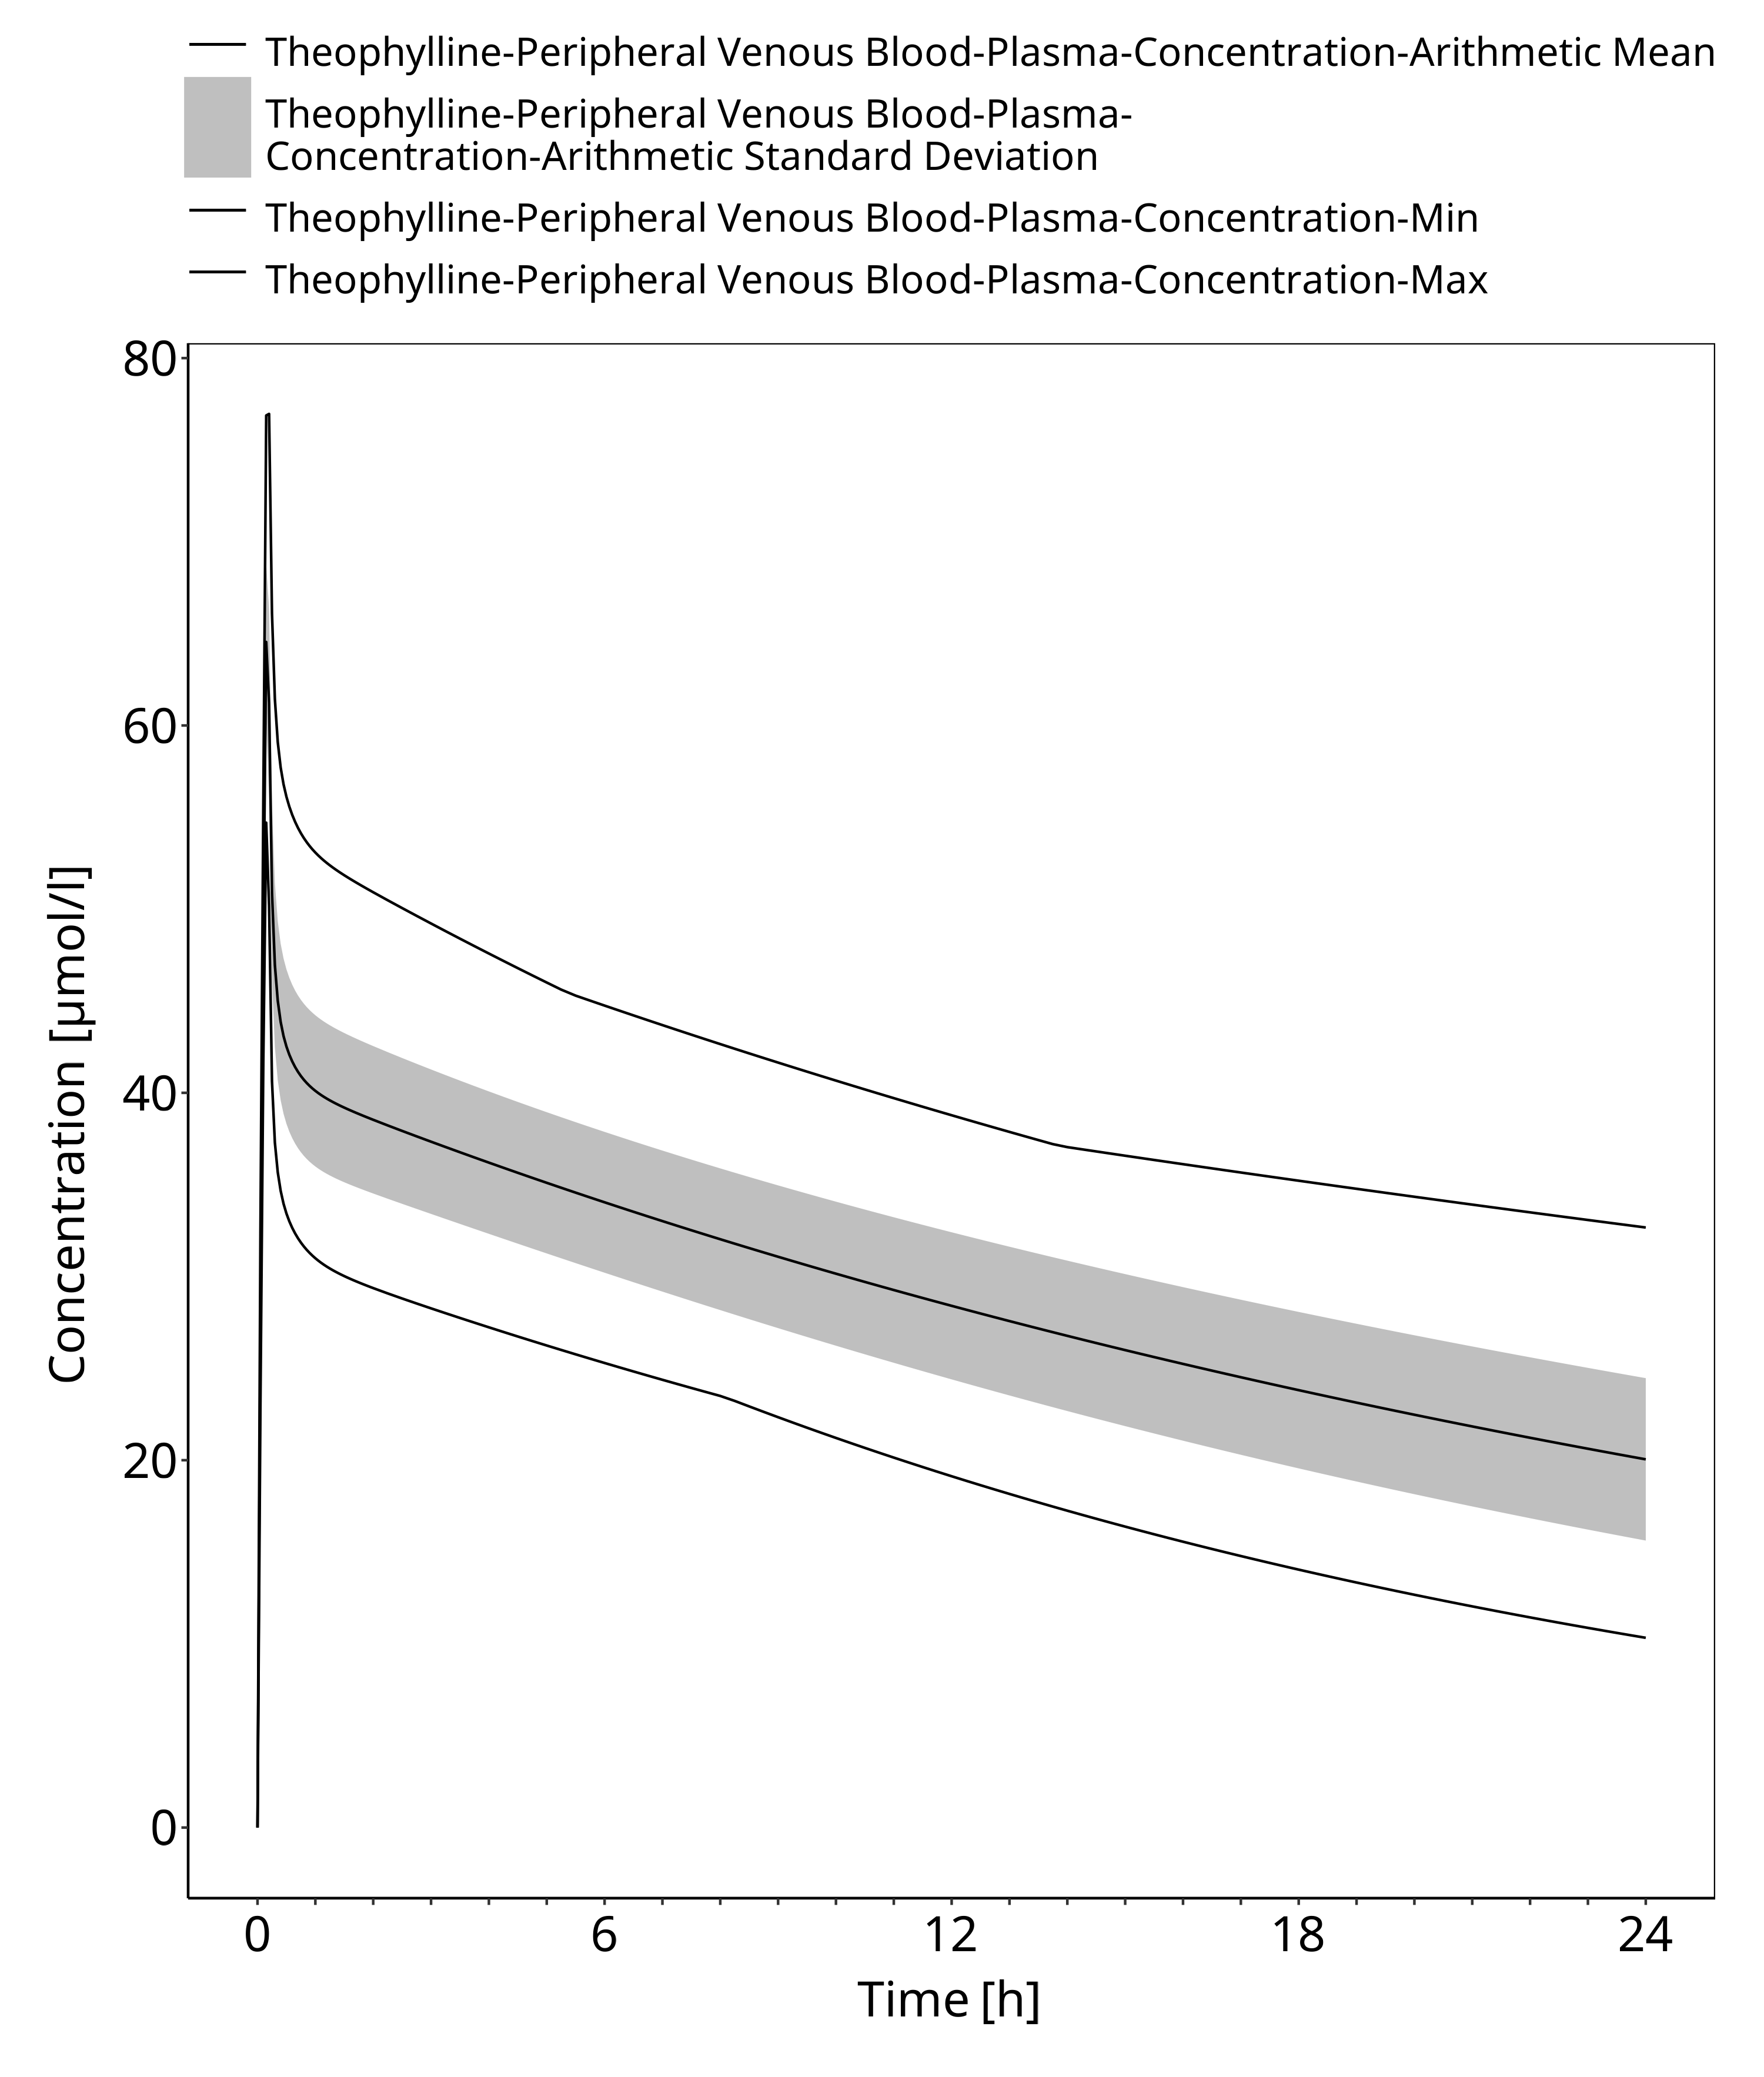 Theophylline-Peripheral Venous Blood-Plasma-Concentration-Arithmetic Mean
Theophylline-Peripheral Venous Blood-Plasma-
Concentration-Arithmetic Standard Deviation
Theophylline-Peripheral Venous Blood-Plasma-Concentration-Min
Theophylline-Peripheral Venous Blood-Plasma-Concentration-Max
80
60
40
20
0
Concentration [µmol/l]
0 6 12 18 24
Time [h]